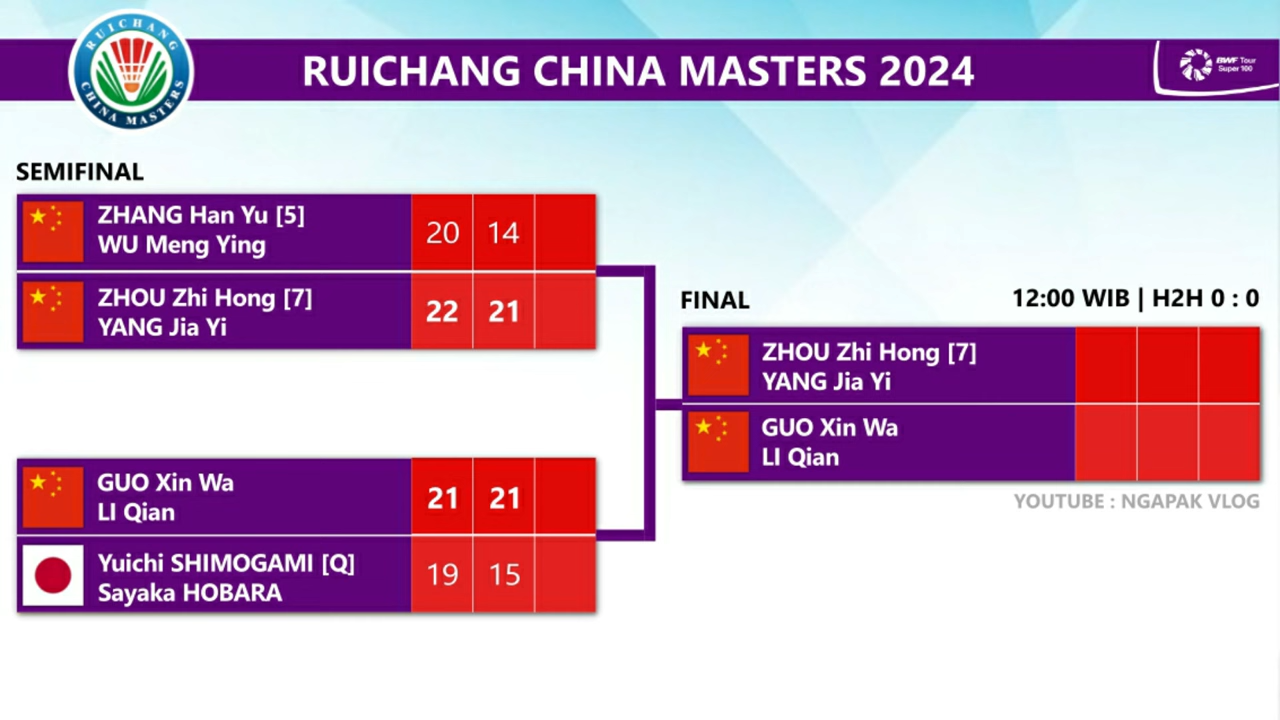 RUICHANG
CHINA MASTERS
RUICHANG CHINA MASTERS 2024
BWF Tour
Super 100
SEMIFINAL
ZHANG Han Yu [5]
WU Meng Ying
20 14
ZHOU Zhi Hong [7]
YANG Jia Yi
22 21
GUO Xin Wa
LI Qian
21 21
Yuichi SHIMOGAMI [Q]
Sayaka HOBARA
19 15
FINAL
12:00 WIB | H2H 0 : 0
ZHOU Zhi Hong [7]
YANG Jia Yi
GUO Xin Wa
LI Qian
YOUTUBE : NGAPAK VLOG